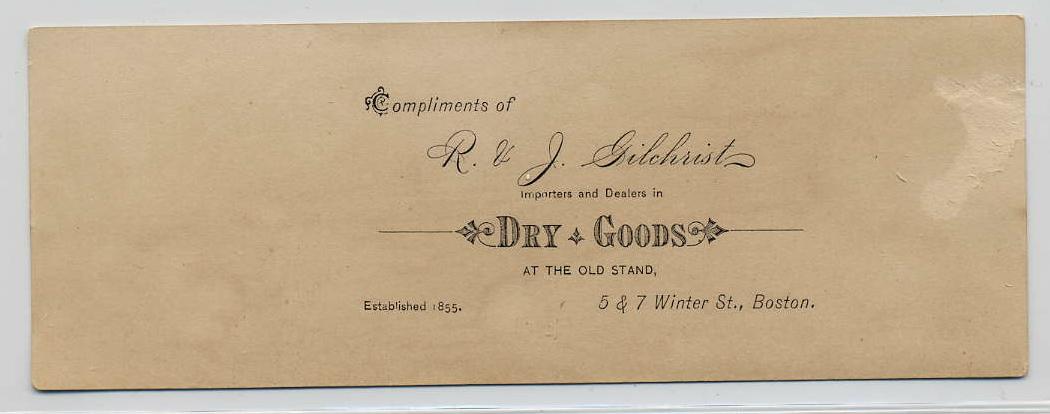 Compliments of
R. & J. Gilchrist
Importers and Dealers in
DRY GOODS
AT THE OLD STAND,
Established 1855.
5 & 7 Winter St., Boston.